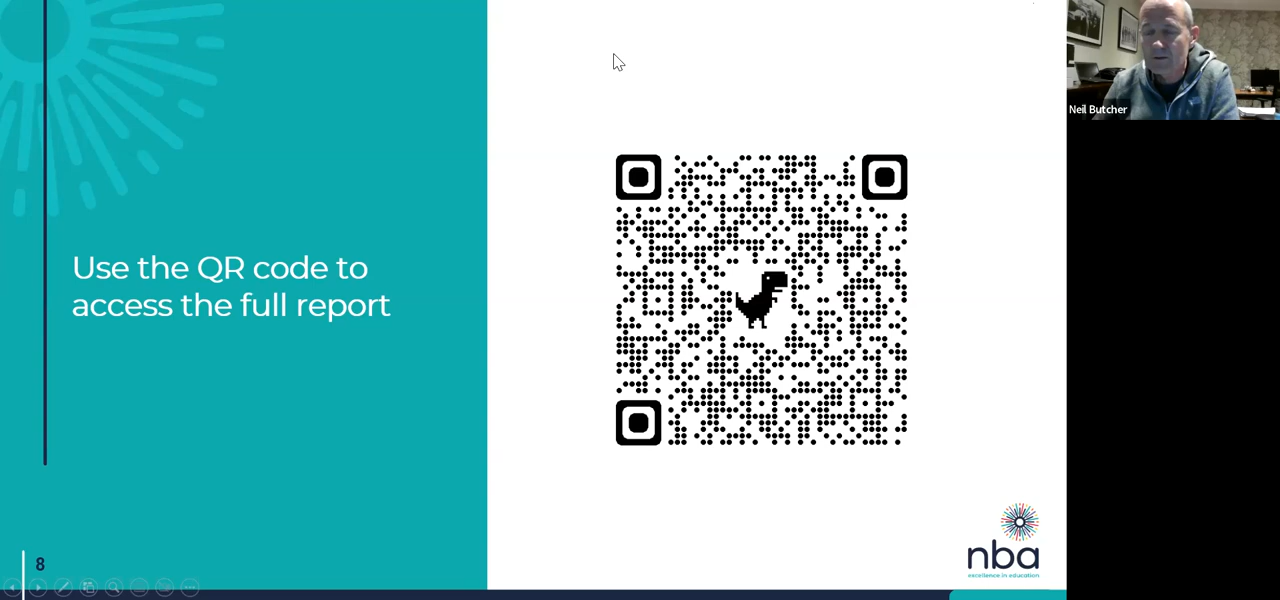 Use the QR code to
access the full report
8
nba
excellence in education
Neil Butcher